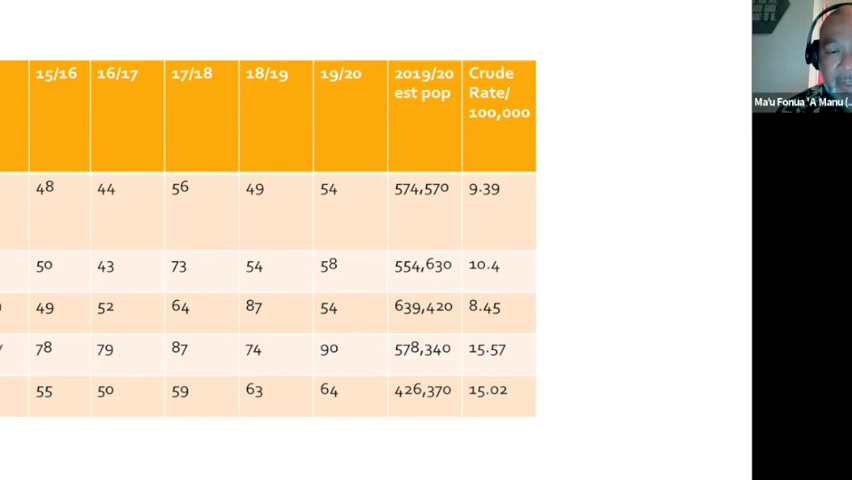 15/16 16/17 17/18 18/19 19/20 2019/20 Crude
est pop Rate/
100,000
48 44 56 49 54 574,570 9.39
50 43 73 54 58 554,630 10.4
49 52 64 87 54 639,420 8.45
78 79 87 74 90 578,340 15.57
55 50 59 63 64 426,370 15.02
Ma'u Fonua 'A Manu (...